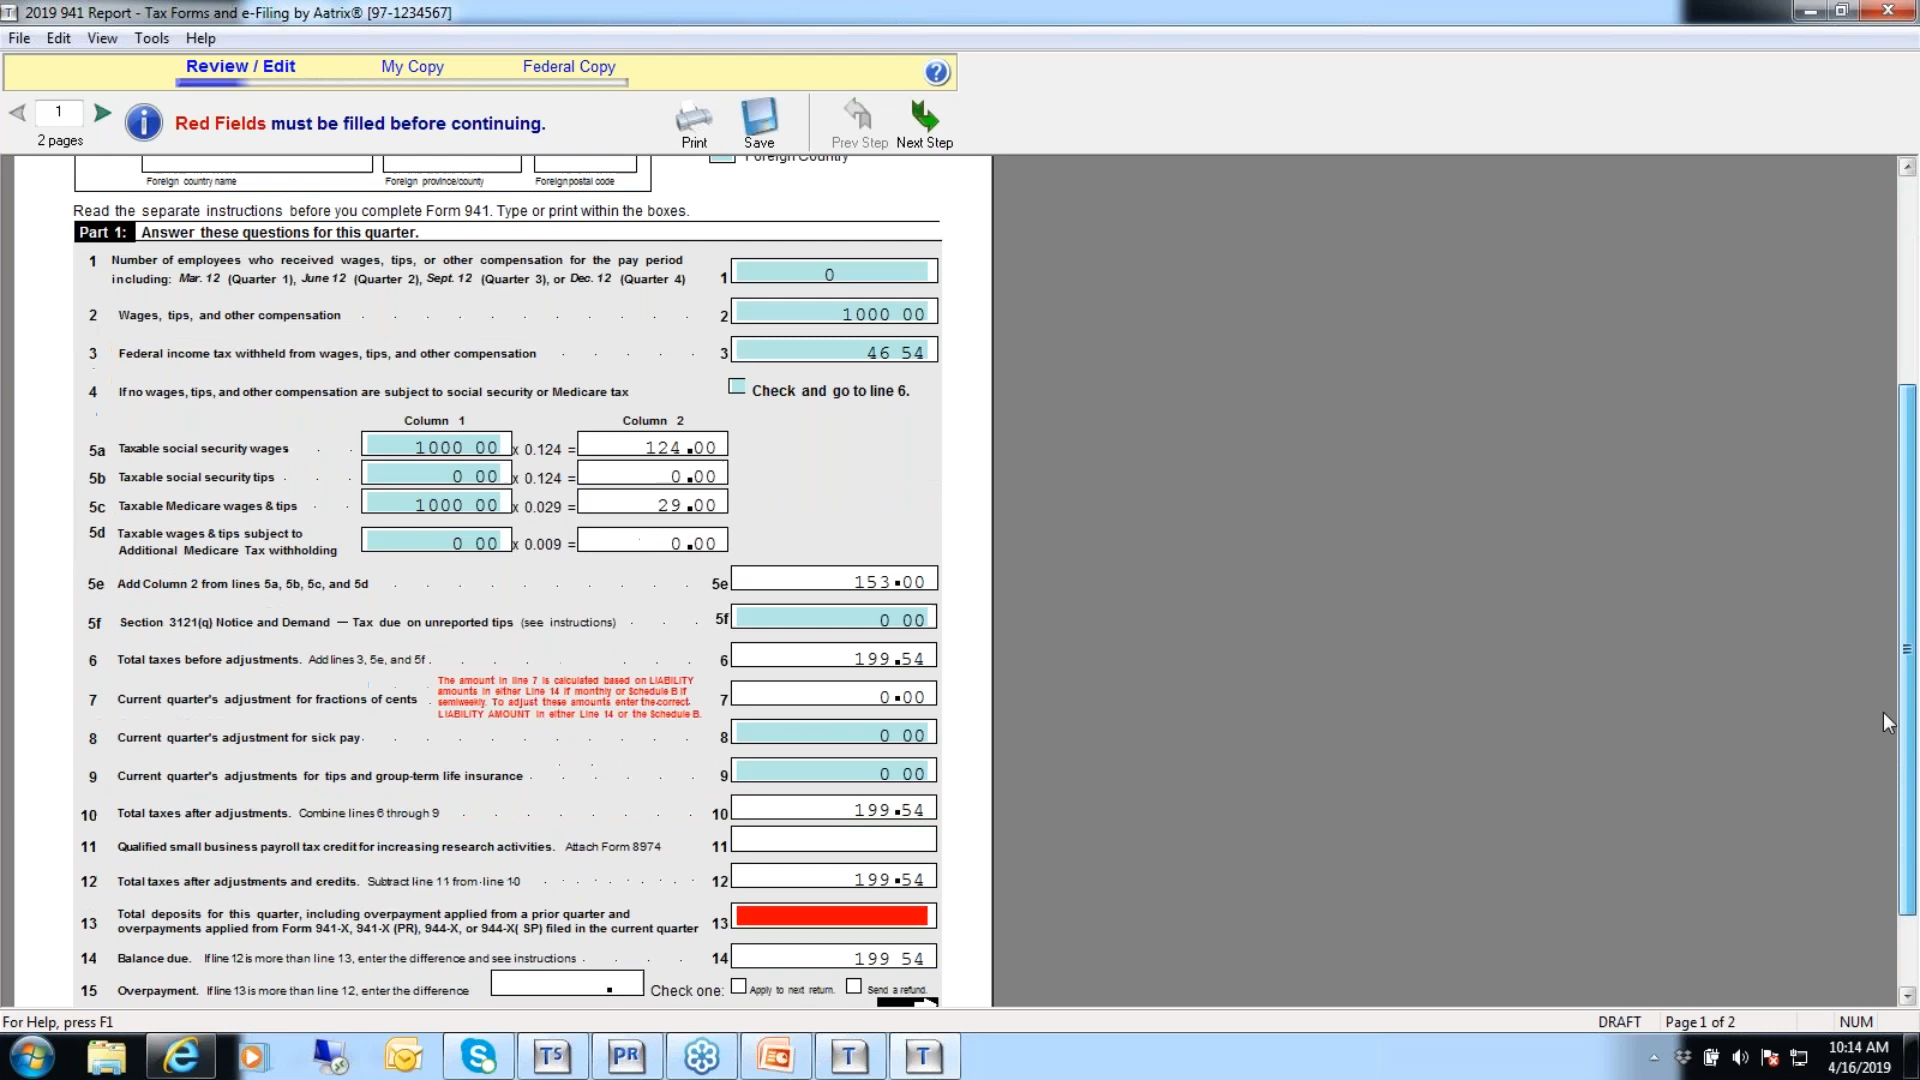 2019 941 Report - Tax Forms and e-Filing by Aatrix® [97-1234567]
File Edit View Tools Help
Review / Edit My Copy Federal Copy
1
2 pages
Red Fields must be filled before continuing.
Print Save Prev Step Next Step
Foreign Country
Foreign country name Foreign province/county Foreign postal code
Read the separate instructions before you complete Form 941. Type or print within the boxes.
Part 1: Answer these questions for this quarter.
1 Number of employees who received wages, tips, or other compensation for the pay period
including: Mar. 12 (Quarter 1), June 12 (Quarter 2), Sept. 12 (Quarter 3), or Dec. 12 (Quarter 4) 1 0
2 Wages, tips, and other compensation . . . . . . . . . . . 2 1000 00
3 Federal income tax withheld from wages, tips, and other compensation . . . . . 3 46 54
4 If no wages, tips, and other compensation are subject to social security or Medicare tax Check and go to line 6.
Column 1 Column 2
5a Taxable social security wages . . 1000 00 x 0.124 = 124.00
5b Taxable social security tips . . . 0 00 x 0.124 = 0.00
5c Taxable Medicare wages & tips . . 1000 00 x 0.029 = 29.00
5d Taxable wages & tips subject to
Additional Medicare Tax withholding 0 00 x 0.009 = 0.00
5e Add Column 2 from lines 5a, 5b, 5c, and 5d . . . . . . . . . . 5e 153.00
5f Section 3121(q) Notice and Demand — Tax due on unreported tips (see instructions) . . . 5f 0 00
6 Total taxes before adjustments. Add lines 3, 5e, and 5f . . . . . . . 6 199.54
7 Current quarter's adjustment for fractions of cents . 7 0.00
The amount in line 7 is calculated based on LIABILITY
amounts in either Line 14 if monthly or Schedule B if
semiweekly. To adjust these amounts enter the correct
LIABILITY AMOUNT in either Line 14 or the Schedule B.
8 Current quarter's adjustment for sick pay . . . . . . . . . . . 8 0 00
9 Current quarter's adjustments for tips and group-term life insurance . . . . . . 9 0 00
10 Total taxes after adjustments. Combine lines 6 through 9 . . . . . . . 10 199.54
11 Qualified small business payroll tax credit for increasing research activities. Attach Form 8974 11
12 Total taxes after adjustments and credits. Subtract line 11 from line 10 . . . . . . . . . 12 199.54
13 Total deposits for this quarter, including overpayment applied from a prior quarter and
overpayments applied from Form 941-X, 941-X (PR), 944-X, or 944-X( SP) filed in the current quarter 13
14 Balance due. If line 12 is more than line 13, enter the difference and see instructions . . . . 14 199 54
15 Overpayment. If line 13 is more than line 12, enter the difference . Check one: Apply to next return. Send a refund.
For Help, press F1 DRAFT Page 1 of 2 NUM
TS PR T T
10:14 AM
4/16/2019